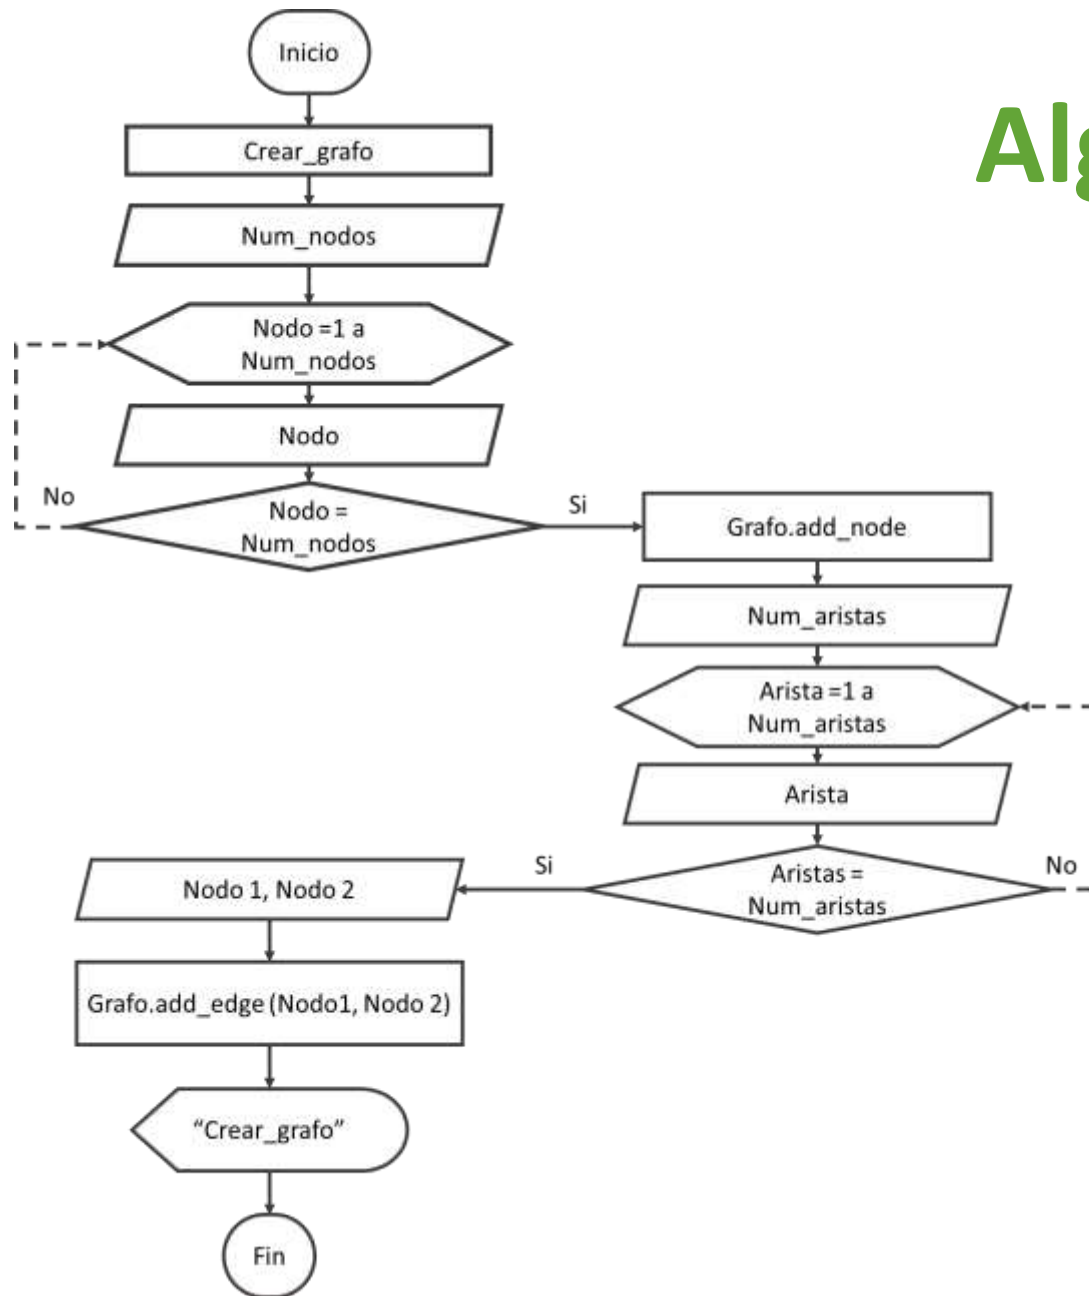 Inicio
Alg
Crear_grafo
Num_nodos
Nodo =1 a
Num_nodos
Nodo
No
Nodo =
Num_nodos
Si
Grafo.add_node
Num_aristas
Arista =1 a
Num_aristas
Arista
Aristas =
Num_aristas
No
Si
Nodo 1, Nodo 2
Grafo.add_edge (Nodo1, Nodo 2)
“Crear_grafo”
Fin